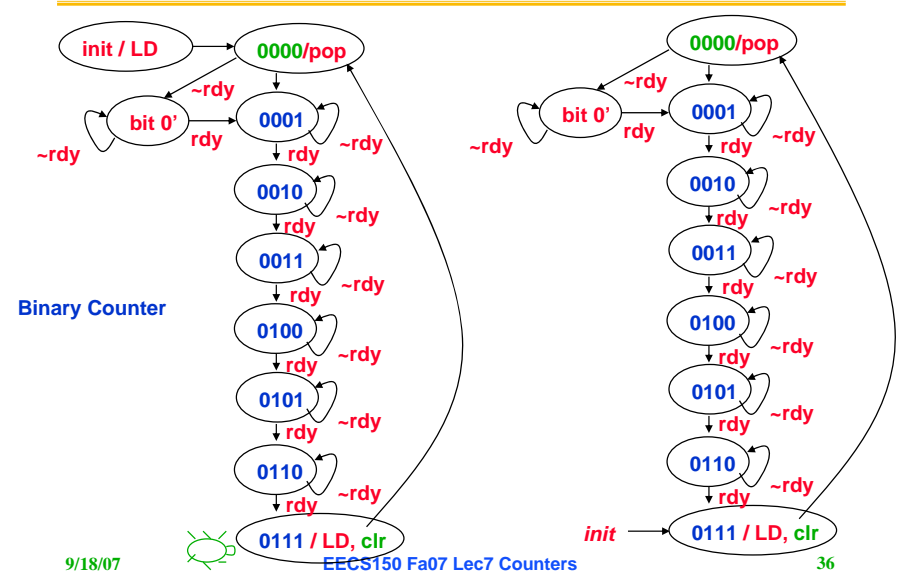 init / LD
0000/pop
~rdy
bit 0'
rdy
~rdy
0001
rdy
~rdy
0010
rdy
~rdy
0011
rdy
~rdy
Binary Counter
0100
rdy
~rdy
0101
rdy
~rdy
0110
rdy
~rdy
0111 / LD, clr
0000/pop
~rdy
bit 0'
rdy
~rdy
0001
rdy
~rdy
0010
rdy
~rdy
0011
rdy
~rdy
0100
rdy
~rdy
0101
rdy
~rdy
0110
rdy
~rdy
init
0111 / LD, clr
9/18/07
EECS150 Fa07 Lec7 Counters
36